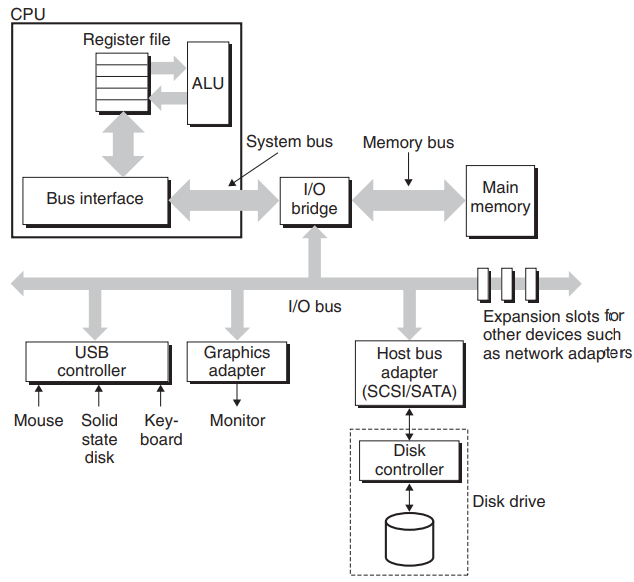 CPU
Register file
ALU
System bus
Memory bus
Bus interface
I/O
bridge
Main
memory
I/O bus
Expansion slots for
other devices such
as network adapters
USB
controller
Graphics
adapter
Host bus
adapter
(SCSI/SATA)
Mouse
Solid
state
disk
Key-
board
Monitor
Disk
controller
Disk drive